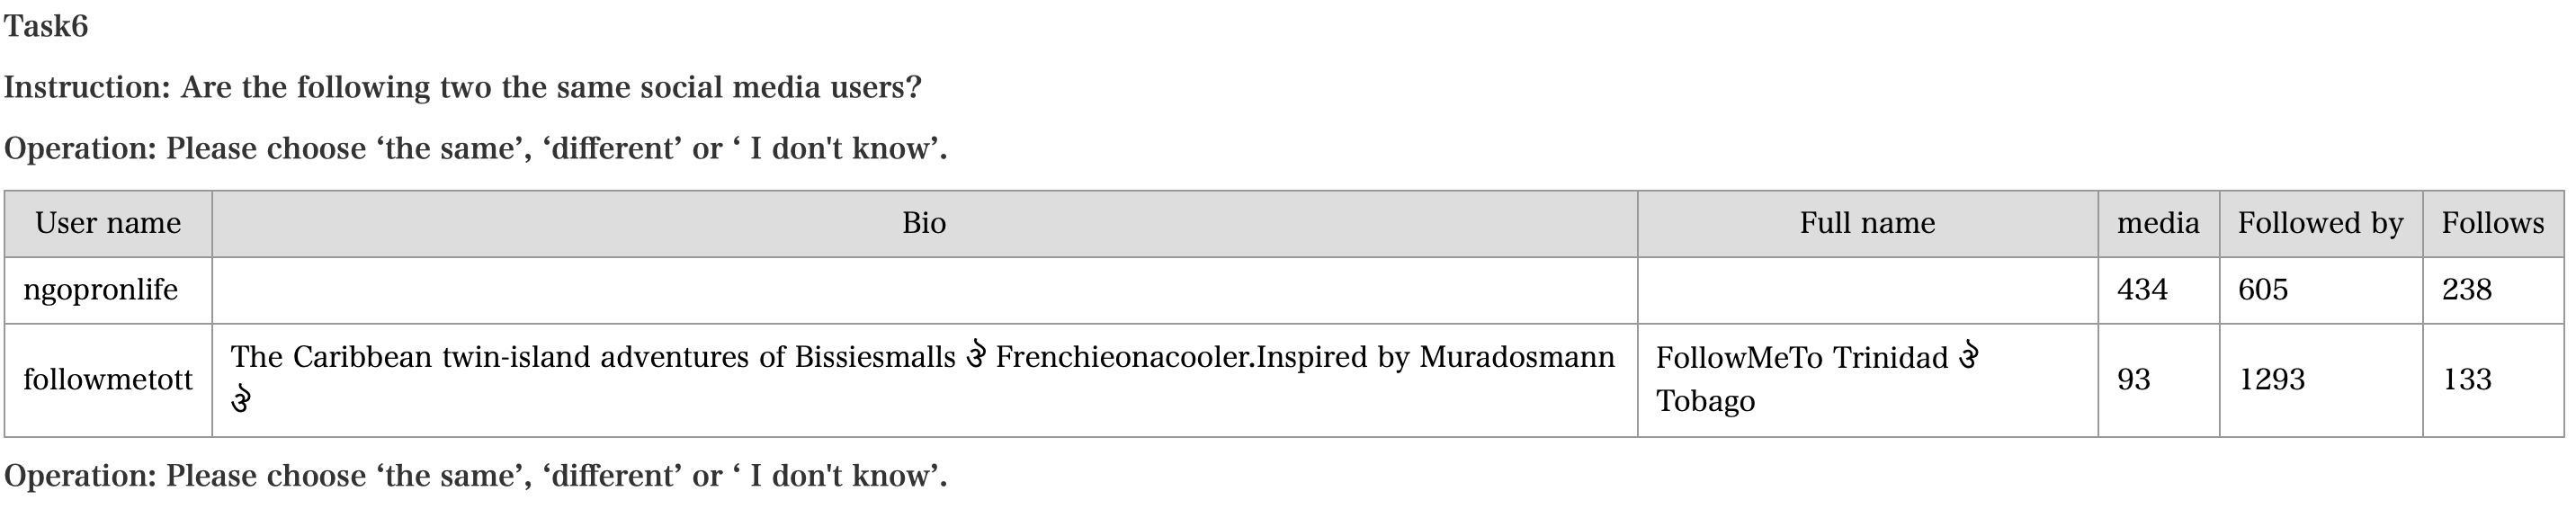 Task6
Instruction: Are the following two the same social media users?
Operation: Please choose ‘the same’, ‘different’ or ‘ I don't know’.
User name Bio Full name media Followed by Follows
ngopronlife 434 605 238
followmetott The Caribbean twin-island adventures of Bissiesmalls ঔ Frenchieonacooler.Inspired by Muradosmann ঔ FollowMeTo Trinidad ঔ Tobago 93 1293 133
Operation: Please choose ‘the same’, ‘different’ or ‘ I don't know’.